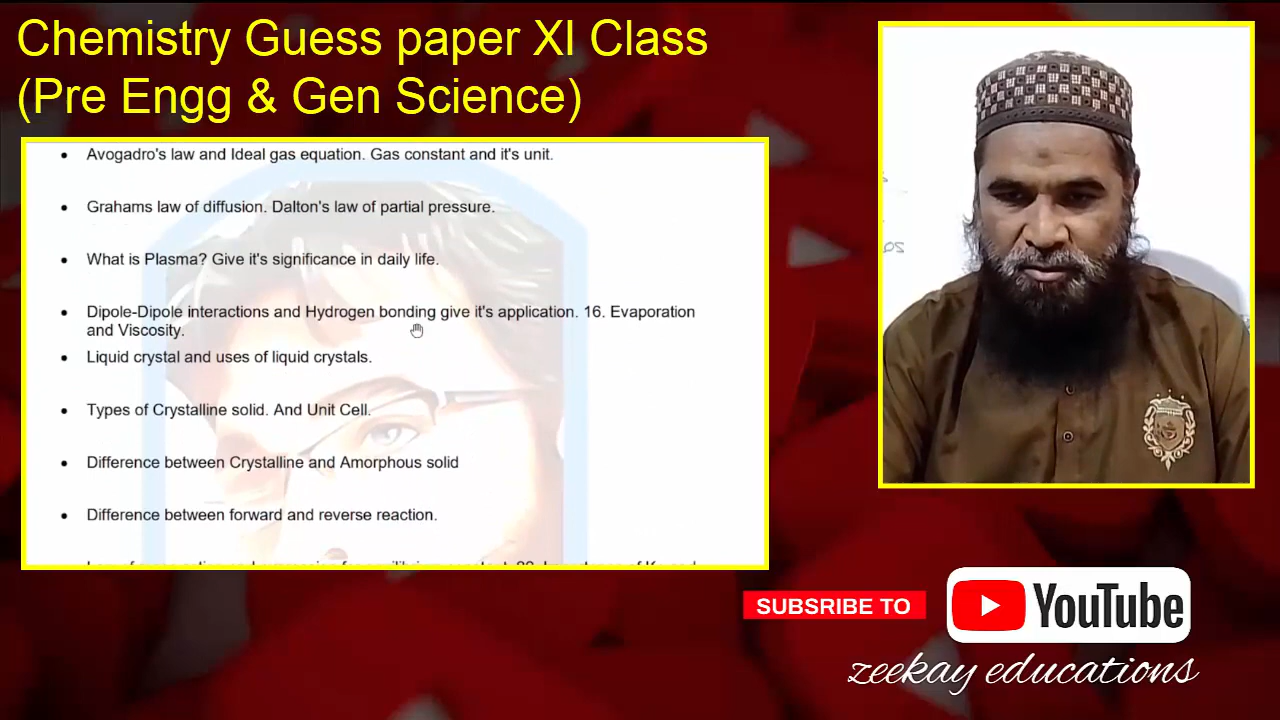 Chemistry Guess paper XI Class
(Pre Engg & Gen Science)
Avogadro's law and Ideal gas equation. Gas constant and it's unit.
Grahams law of diffusion. Dalton's law of partial pressure.
What is Plasma? Give it's significance in daily life.
Dipole-Dipole interactions and Hydrogen bonding give it's application. 16. Evaporation
and Viscosity.
Liquid crystal and uses of liquid crystals.
Types of Crystalline solid. And Unit Cell.
Difference between Crystalline and Amorphous solid
Difference between forward and reverse reaction.
SUBSRIBE TO
YouTube
zeekay educations